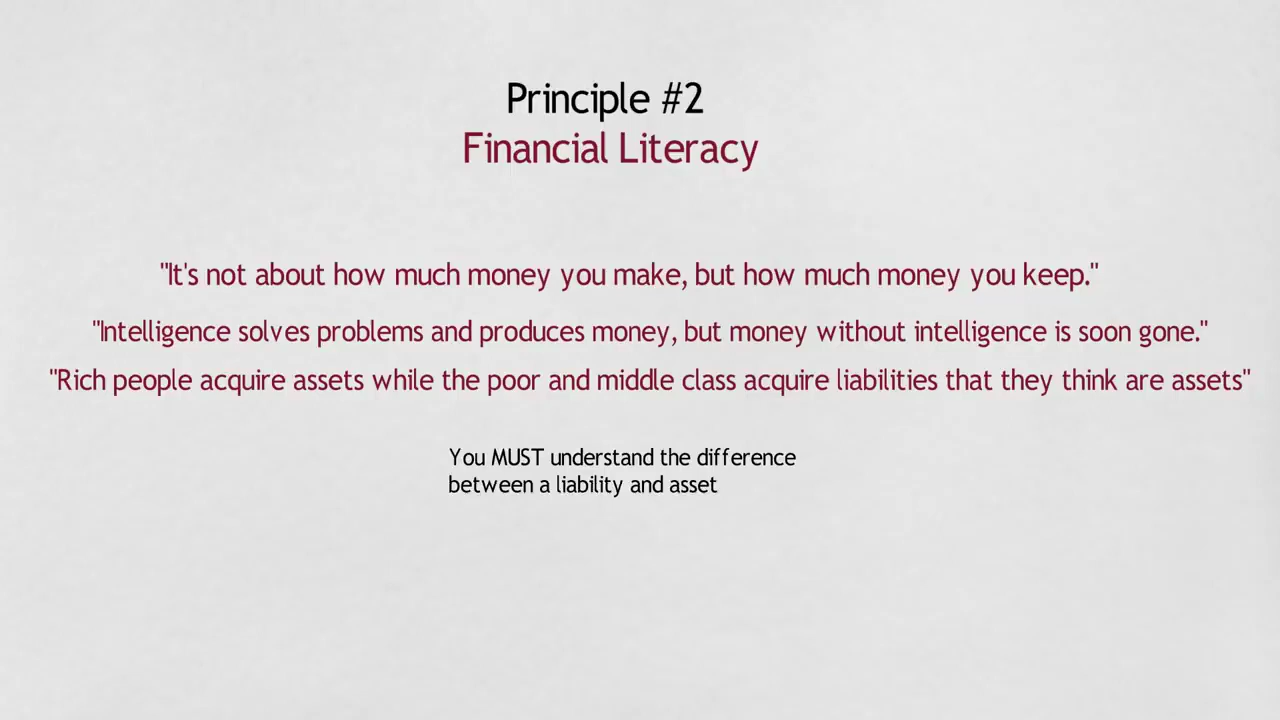 Principle #2
Financial Literacy
"It's not about how much money you make, but how much money you keep."
"Intelligence solves problems and produces money, but money without intelligence is soon gone."
"Rich people acquire assets while the poor and middle class acquire liabilities that they think are assets"
You MUST understand the difference
between a liability and asset